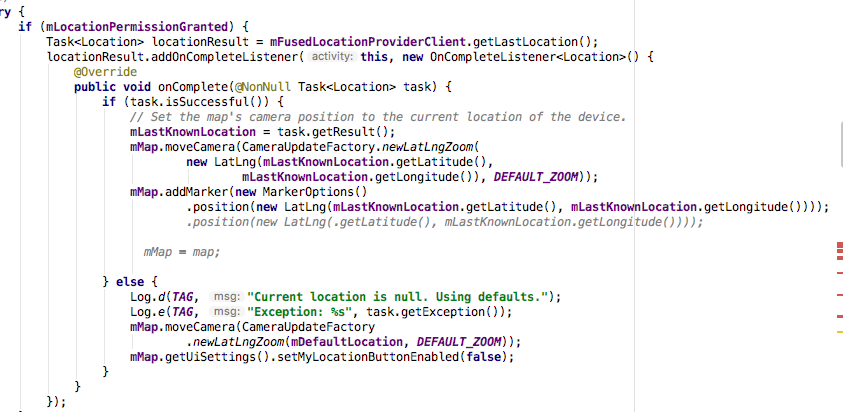 ry {
if (mLocationPermissionGranted) {
Task<Location> locationResult = mFusedLocationProviderClient.getLastLocation();
locationResult.addOnCompleteListener( activity: this, new OnCompleteListener<Location>() {
@Override
public void onComplete(@NonNull Task<Location> task) {
if (task.isSuccessful()) {
// Set the map's camera position to the current location of the device.
mLastKnownLocation = task.getResult();
mMap.moveCamera(CameraUpdateFactory.newLatLngZoom(
new LatLng(mLastKnownLocation.getLatitude(),
mLastKnownLocation.getLongitude()), DEFAULT_ZOOM));
mMap.addMarker(new MarkerOptions()
.position(new LatLng(mLastKnownLocation.getLatitude(), mLastKnownLocation.getLongitude())));
.position(new LatLng(.getLatitude(), mLastKnownLocation.getLongitude())));
mMap = map;
} else {
Log.d(TAG, msg: "Current location is null. Using defaults.");
Log.e(TAG, msg: "Exception: %s", task.getException());
mMap.moveCamera(CameraUpdateFactory
.newLatLngZoom(mDefaultLocation, DEFAULT_ZOOM));
mMap.getUiSettings().setMyLocationButtonEnabled(false);
}
}
});